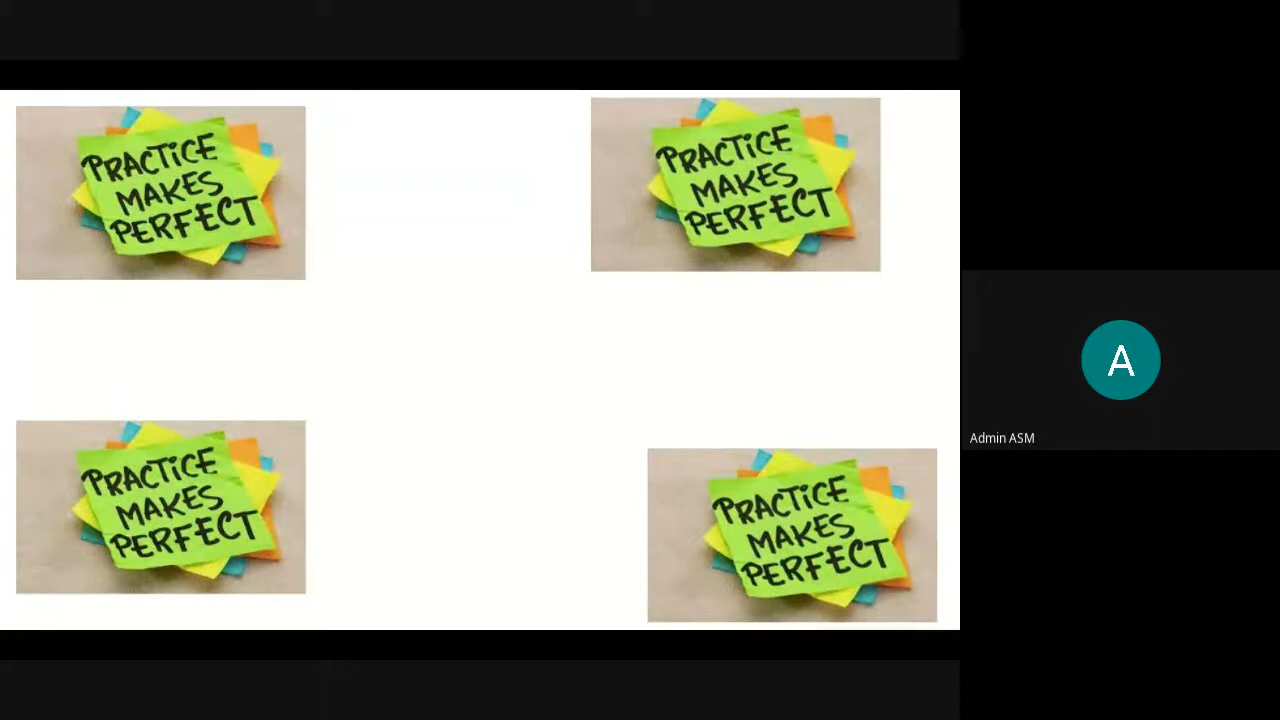 PRACTICE
MAKES
PERFECT
PRACTICE
MAKES
PERFECT
A
Admin ASM
PRACTICE
MAKES
PERFECT
PRACTICE
MAKES
PERFECT